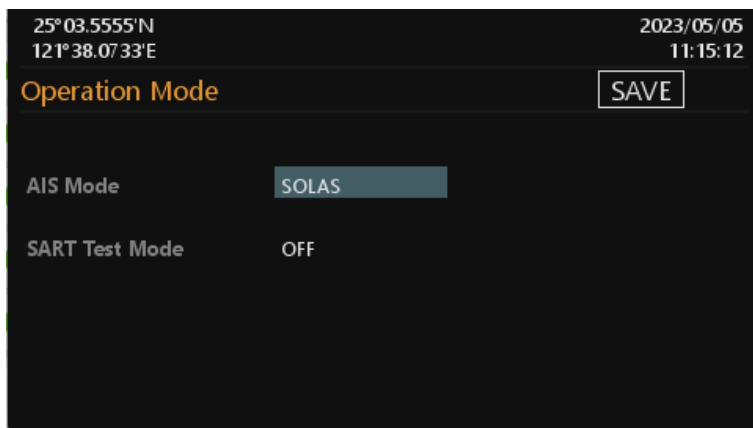 25°03.5555'N
2023/05/05
121°38.0733'E
11:15:12
Operation Mode
SAVE
AIS Mode
SOLAS
SART Test Mode
OFF